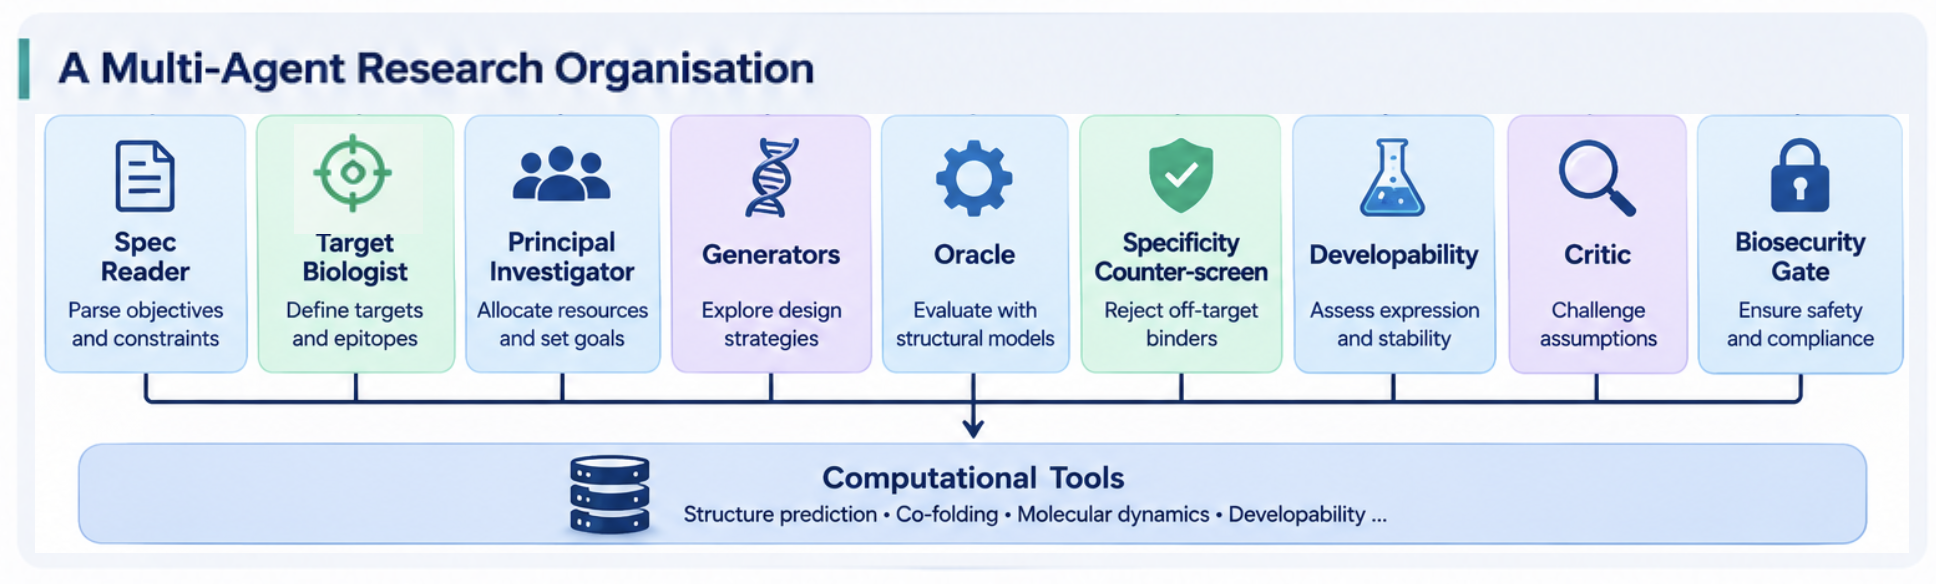 A Multi-Agent Research Organisation
Spec
Reader
Parse objectives
and constraints
Target
Biologist
Define targets
and epitopes
Principal
Investigator
Allocate resources
and set goals
Generators
Explore design
strategies
Oracle
Evaluate with
structural models
Specificity
Counter-screen
Reject off-target
binders
Developability
Assess expression
and stability
Critic
Challenge
assumptions
Biosecurity
Gate
Ensure safety
and compliance
Computational Tools
Structure prediction • Co-folding • Molecular dynamics • Developability ...